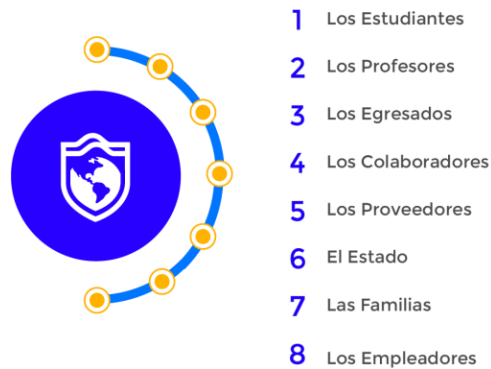 1 Los Estudiantes
2 Los Profesores
3 Los Egresados
4 Los Colaboradores
5 Los Proveedores
6 El Estado
7 Las Familias
8 Los Empleadores